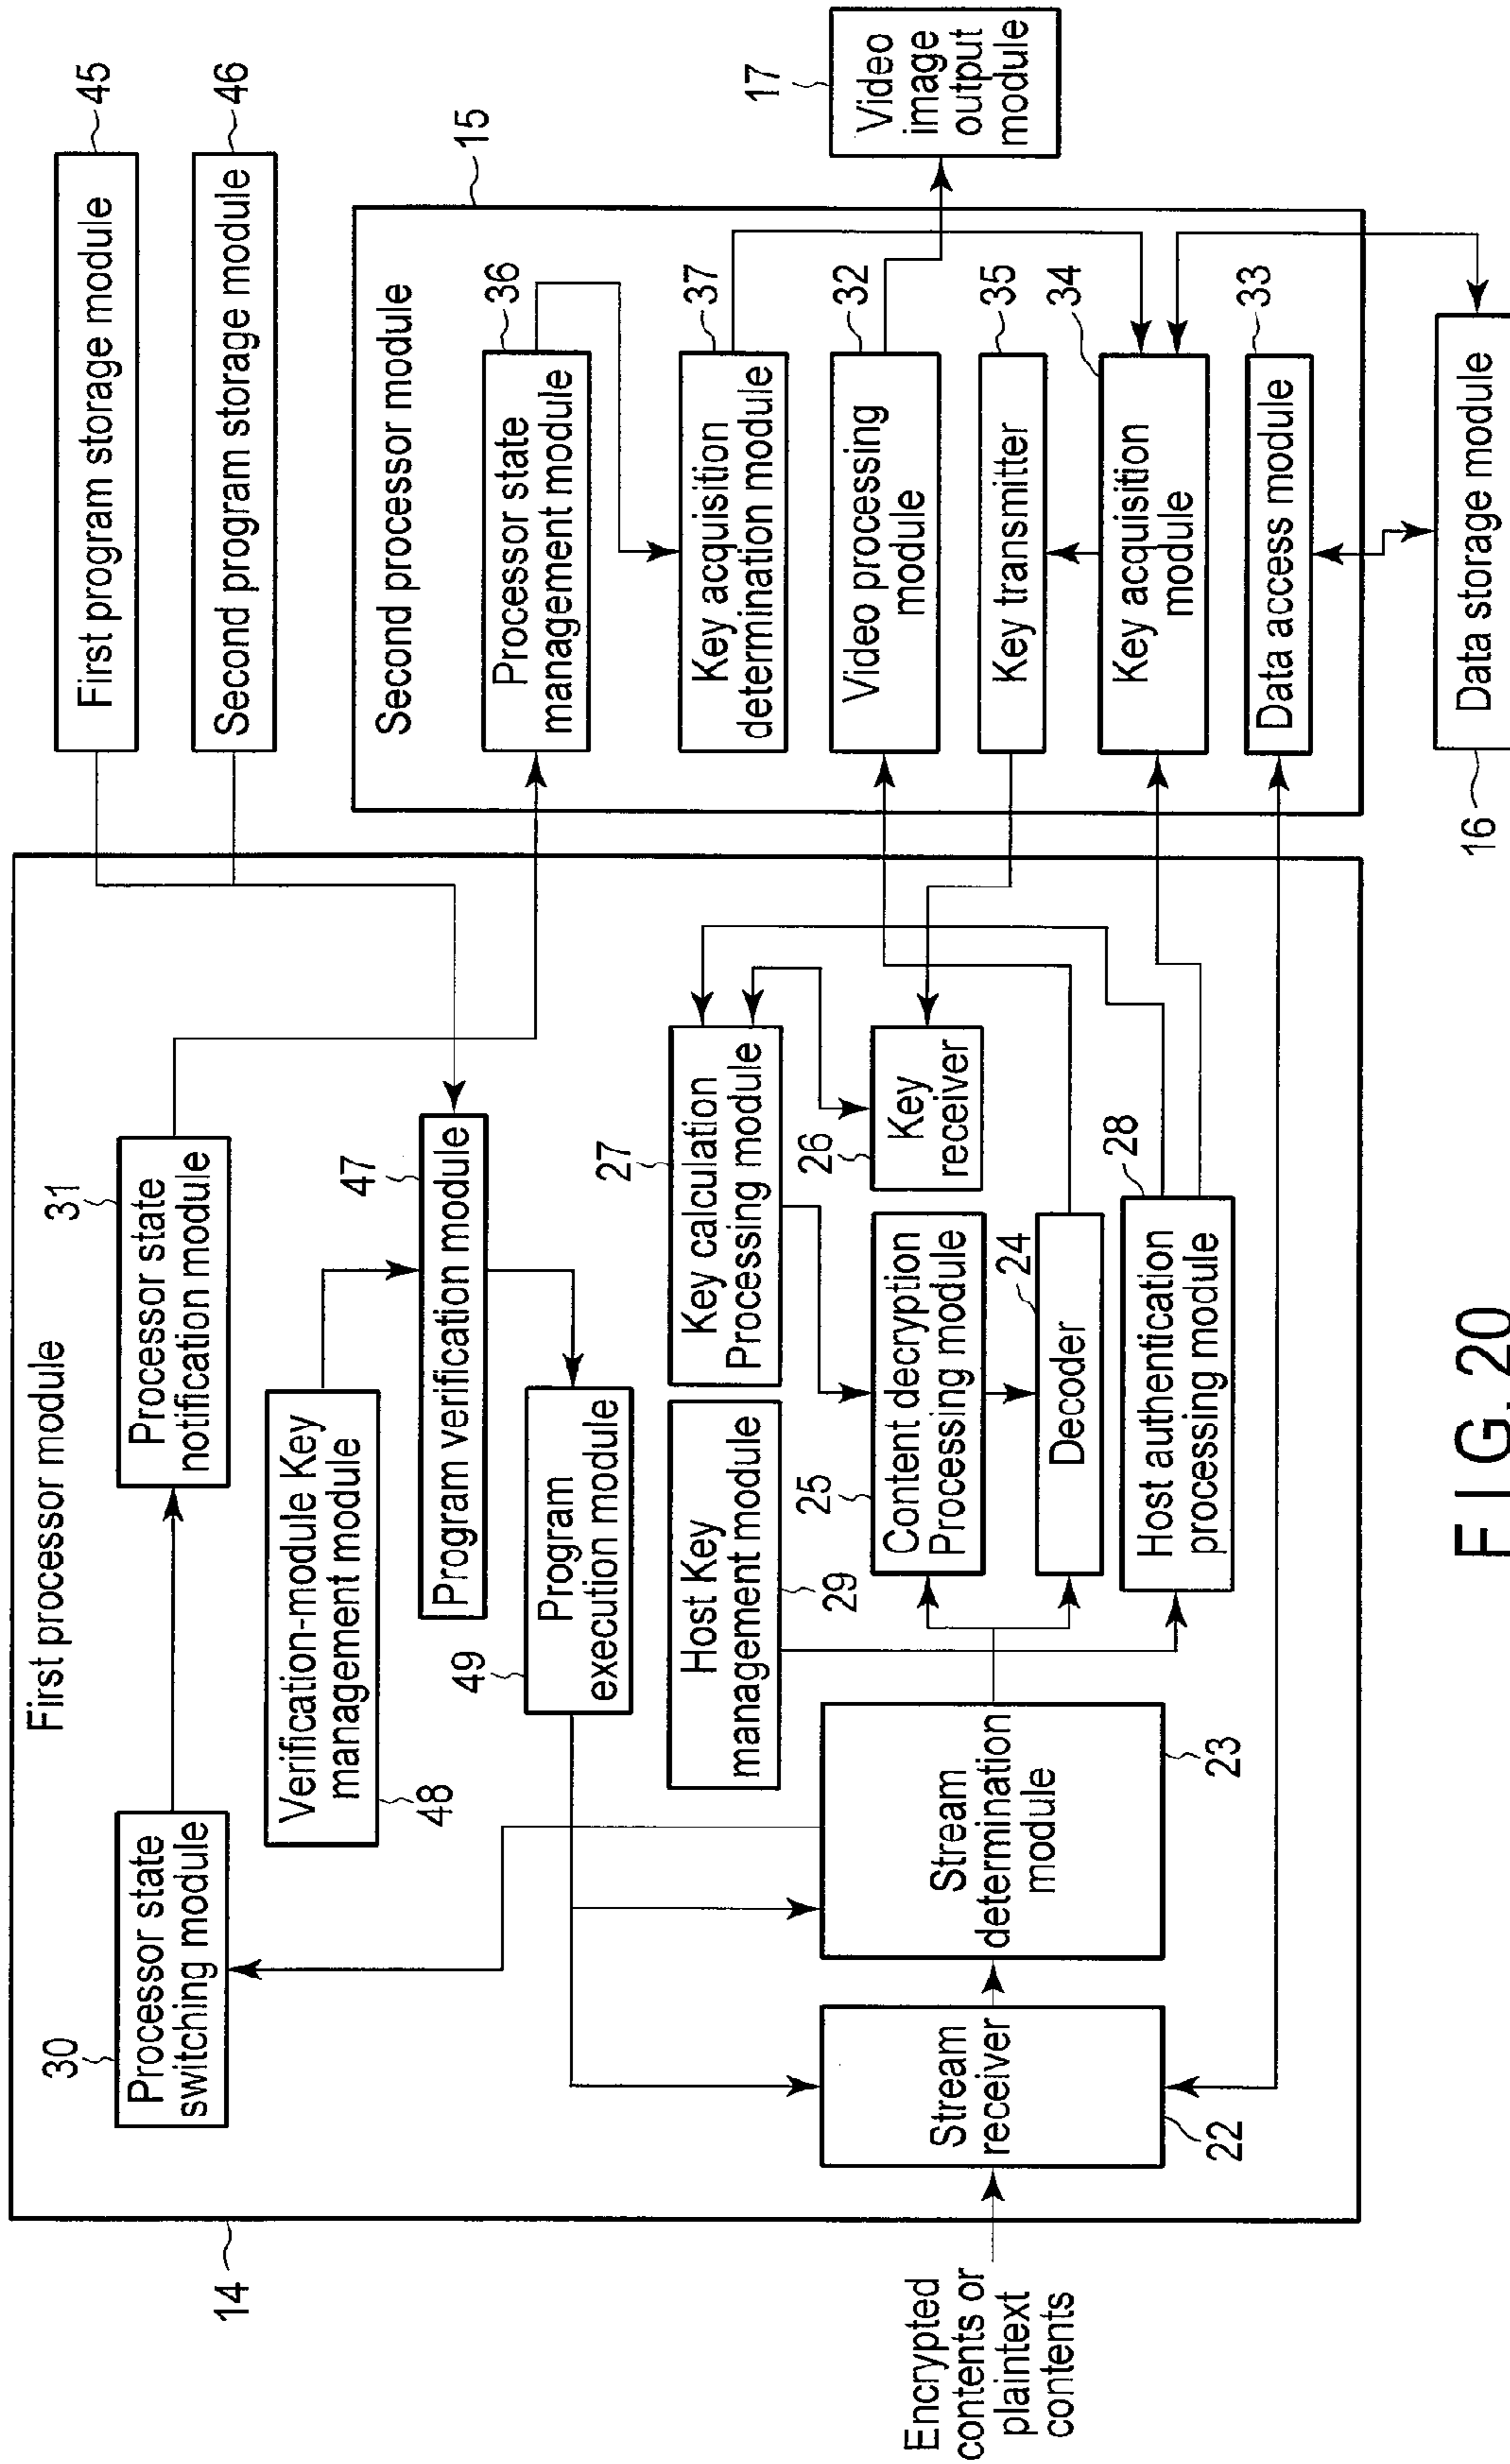 First processor module
14
30
Processor state
switching module
31
Processor state
notification module
Verification-module Key
management module
48
47
Program verification module
49
Program
execution module
First program storage module
45
Second program storage module
46
Second processor module
15
Processor state
management module
36
Key acquisition
determination module
37
Video processing
module
32
Key transmitter
35
Key acquisition
module
34
Data access module
33
17
Video
image
output
module
16
Data storage module
27
Key calculation
Processing module
26
Key
receiver
Host Key
management module
29
25
Content decryption
Processing module
24
Decoder
28
Host authentication
processing module
Stream
determination
module
23
Stream
receiver
22
Encrypted
contents or
plaintext
contents
FIG. 20